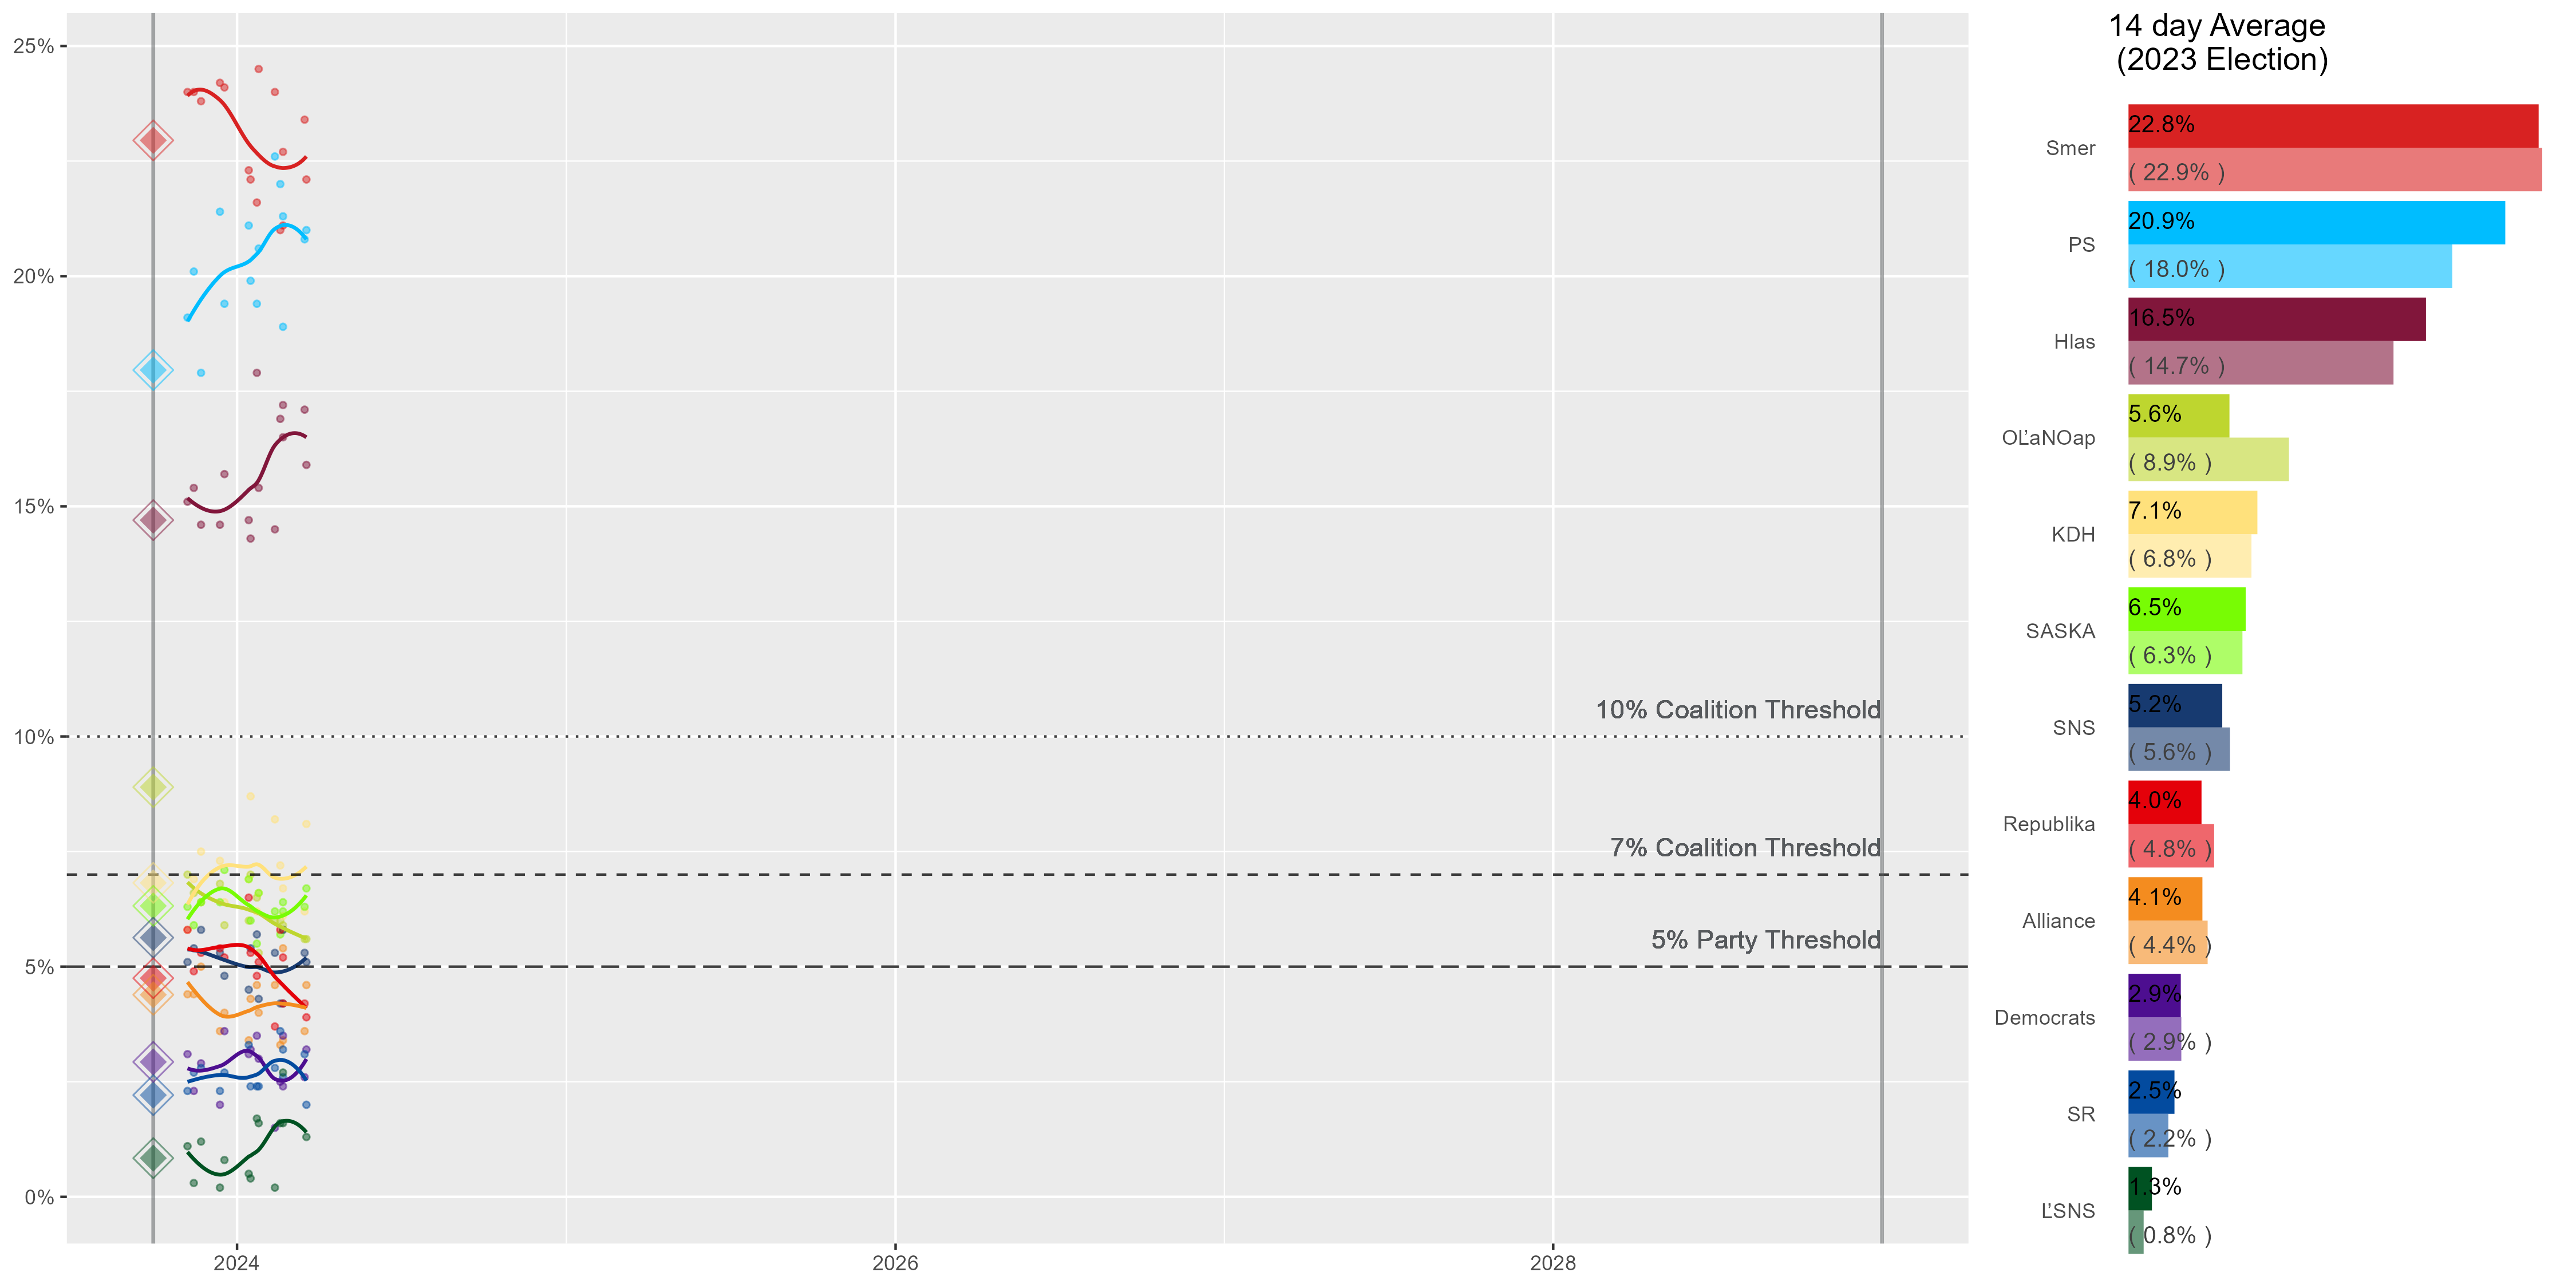 14 day Average
(2023 Election)
25%
20%
15%
10%
5%
0%
10% Coalition Threshold
7% Coalition Threshold
5% Party Threshold
2024
2026
2028
Smer
22.8%
( 22.9% )
PS
20.9%
( 18.0% )
Hlas
16.5%
( 14.7% )
OĽaNOap
5.6%
( 8.9% )
KDH
7.1%
( 6.8% )
SASKA
6.5%
( 6.3% )
SNS
5.2%
( 5.6% )
Republika
4.0%
( 4.8% )
Alliance
4.1%
( 4.4% )
Democrats
2.9%
( 2.9% )
SR
2.5%
( 2.2% )
ĽSNS
1.3%
( 0.8% )